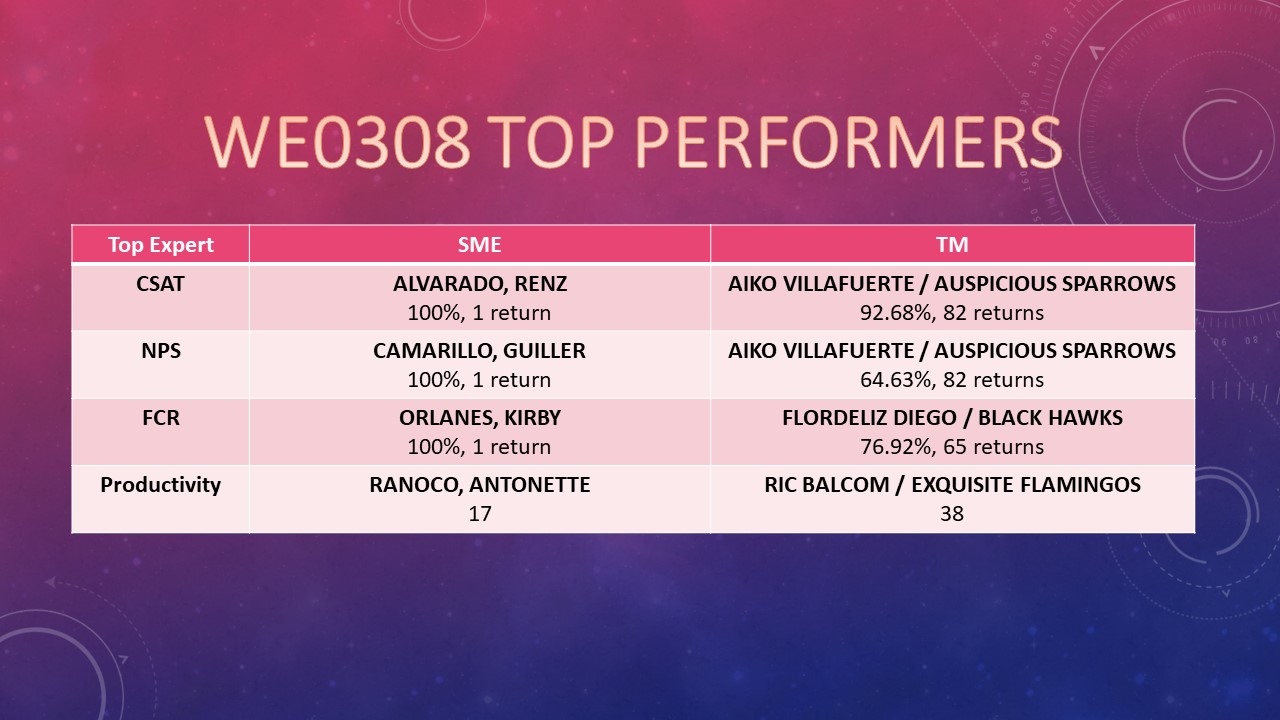 WE0308 TOP PERFORMERS
Top Expert SME TM
CSAT ALVARADO, RENZ AIKO VILLAFUERTE / AUSPICIOUS SPARROWS
100%, 1 return 92.68%, 82 returns
NPS CAMARILLO, GUILLER AIKO VILLAFUERTE / AUSPICIOUS SPARROWS
100%, 1 return 64.63%, 82 returns
FCR ORLANES, KIRBY FLORDELIZ DIEGO / BLACK HAWKS
100%, 1 return 76.92%, 65 returns
Productivity RANOCO, ANTONETTE RIC BALCOM / EXQUISITE FLAMINGOS
17 38